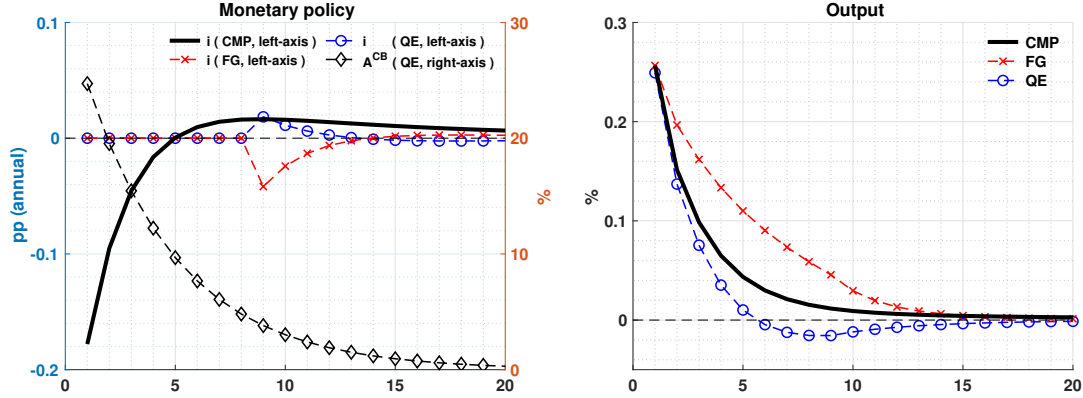 Monetary policy
i ( CMP, left-axis )
i ( QE, left-axis )
i ( FG, left-axis )
A^CB ( QE, right-axis )
0.1
0
-0.1
-0.2
pp (annual)
30
20
10
0
%
0
5
10
15
20
Output
CMP
FG
QE
0.3
0.2
0.1
0
%
0
5
10
15
20